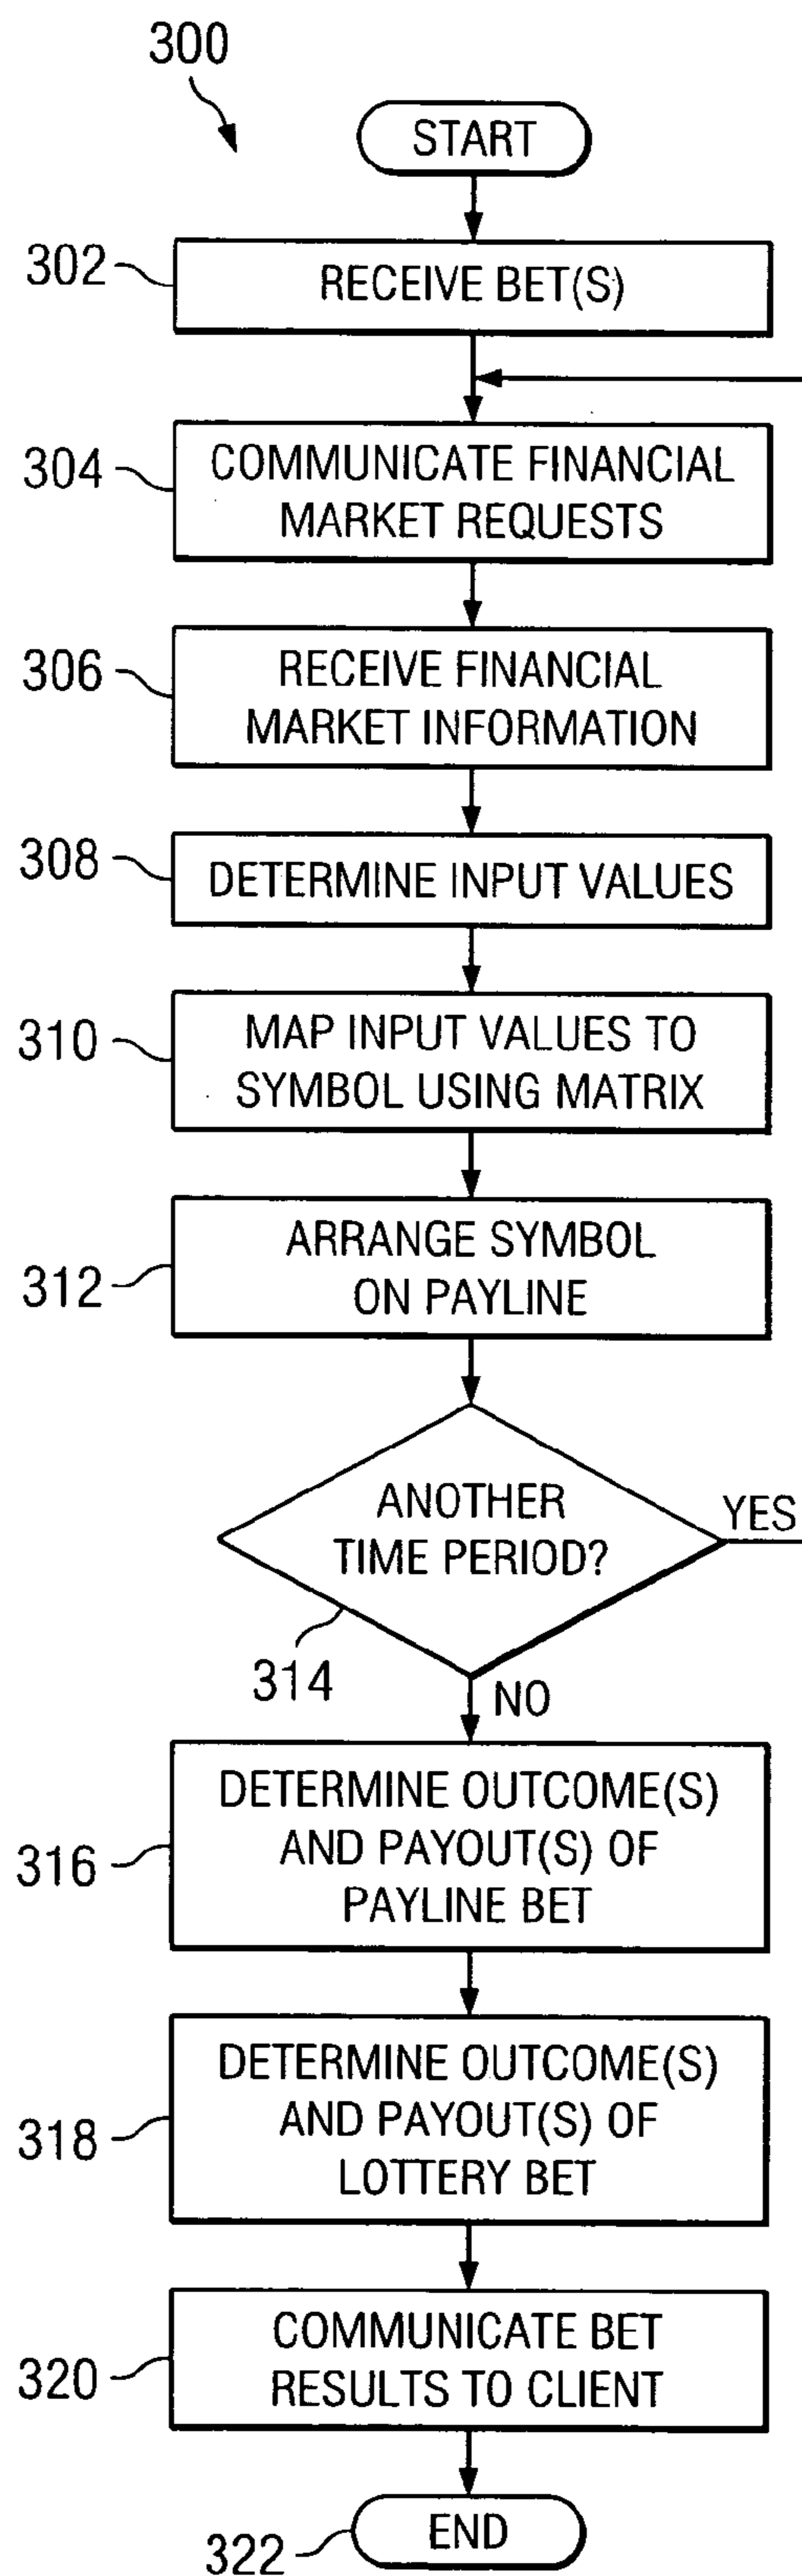 300
START
302
RECEIVE BET(S)
304
COMMUNICATE FINANCIAL
MARKET REQUESTS
306
RECEIVE FINANCIAL
MARKET INFORMATION
308
DETERMINE INPUT VALUES
310
MAP INPUT VALUES TO
SYMBOL USING MATRIX
312
ARRANGE SYMBOL
ON PAYLINE
ANOTHER
TIME PERIOD?
YES
314
NO
316
DETERMINE OUTCOME(S)
AND PAYOUT(S) OF
PAYLINE BET
318
DETERMINE OUTCOME(S)
AND PAYOUT(S) OF
LOTTERY BET
320
COMMUNICATE BET
RESULTS TO CLIENT
322
END